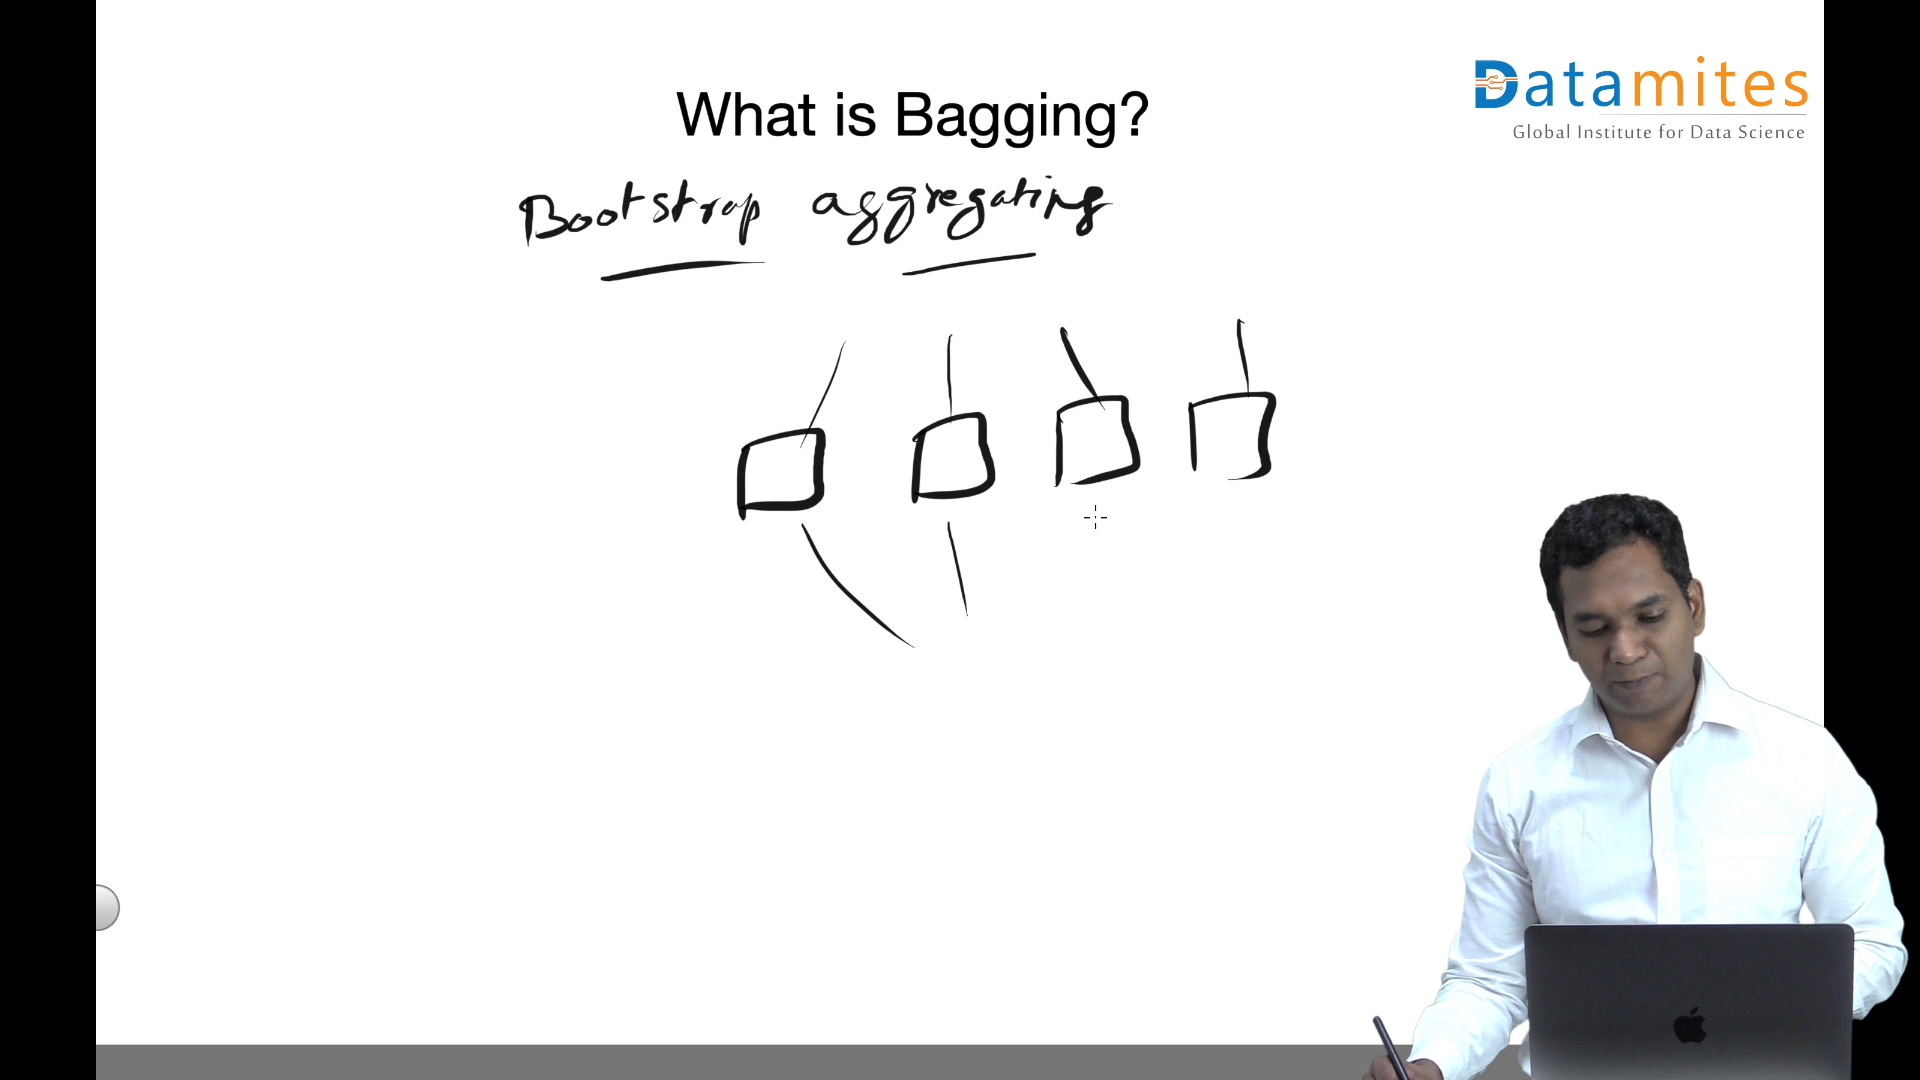 Datamites
Global Institute for Data Science
What is Bagging?
Bootstrap aggregating